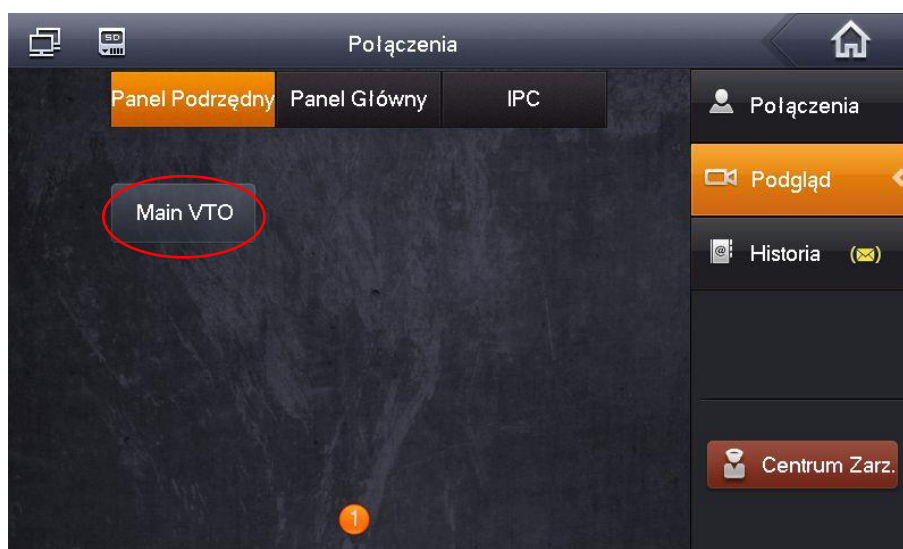 SD
Połączenia
Panel Podrzędny
Panel Główny
IPC
Main VTO
1
Połączenia
Podgląd
Historia
Centrum Zarz.